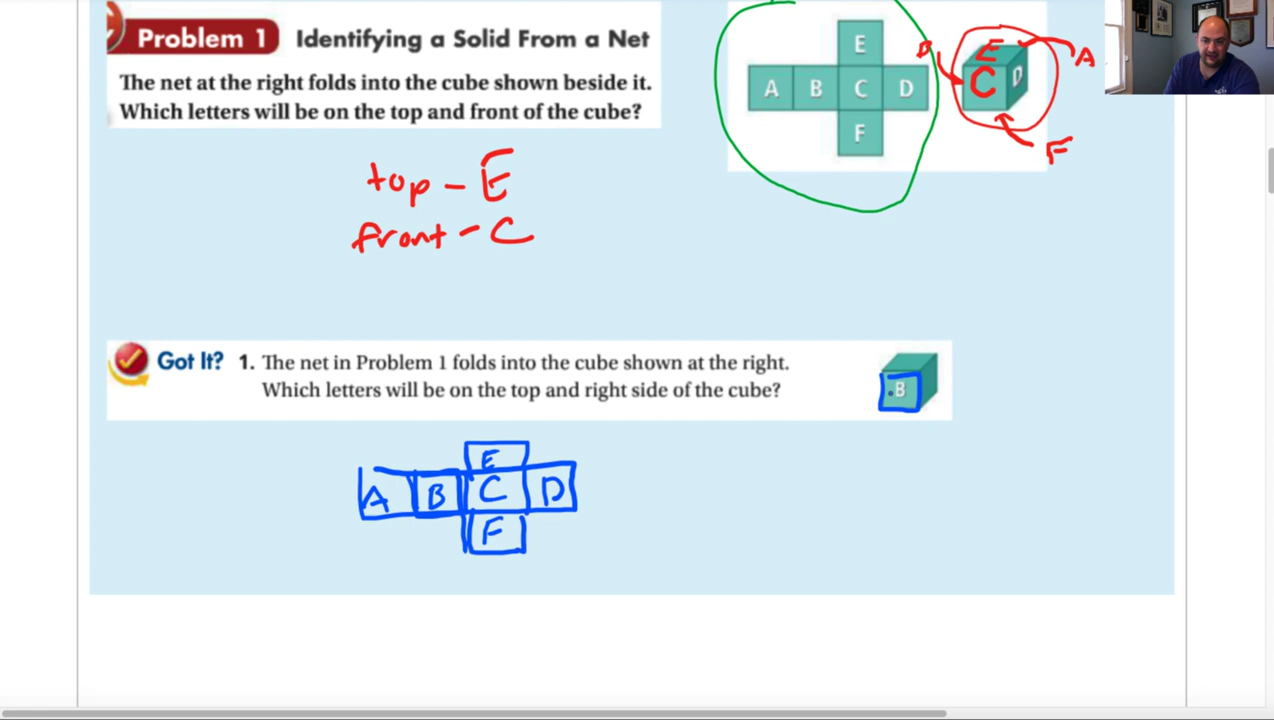 Problem 1 Identifying a Solid From a Net
The net at the right folds into the cube shown beside it.
Which letters will be on the top and front of the cube?
E
A B C D
F
B
E
A
C
D
F
top - E
front - C
Got It? 1. The net in Problem 1 folds into the cube shown at the right.
Which letters will be on the top and right side of the cube?
B
E
A B C D
F